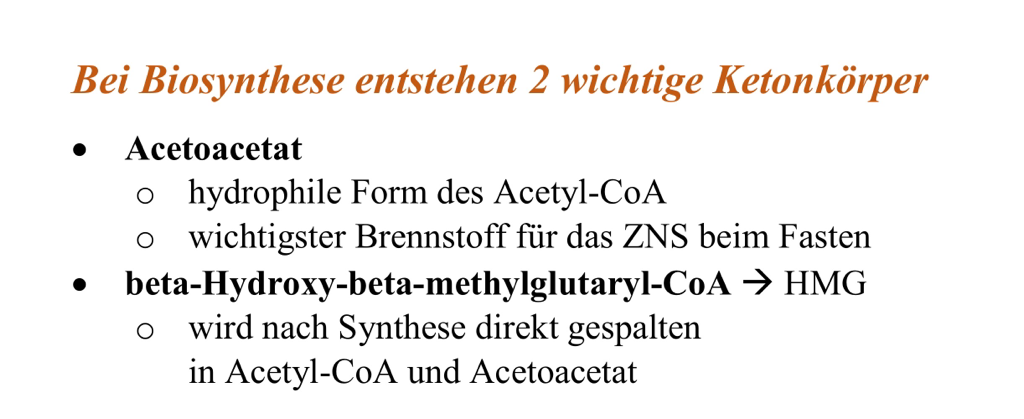 Bei Biosynthese entstehen 2 wichtige Ketonkörper
• Acetoacetat
o hydrophile Form des Acetyl-CoA
o wichtigster Brennstoff für das ZNS beim Fasten
• beta-Hydroxy-beta-methylglutaryl-CoA → HMG
o wird nach Synthese direkt gespalten
in Acetyl-CoA und Acetoacetat